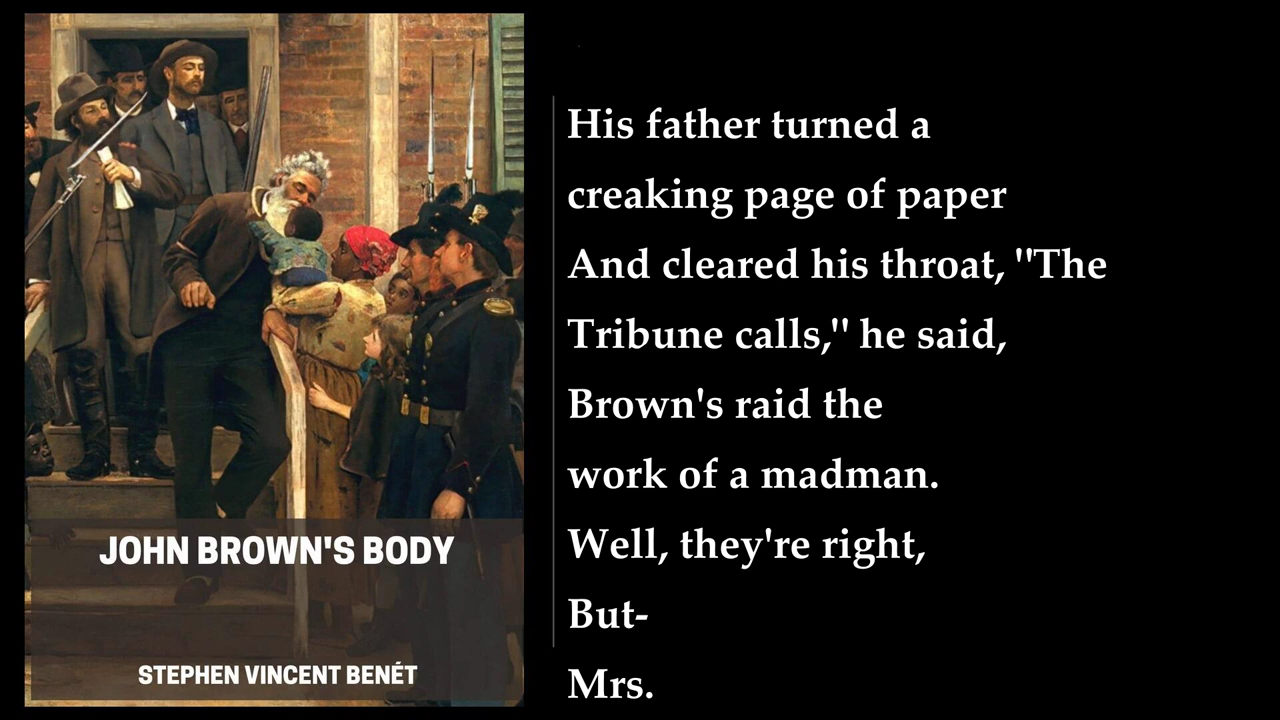 JOHN BROWN'S BODY
STEPHEN VINCENT BENÉT
His father turned a
creaking page of paper
And cleared his throat, "The
Tribune calls," he said,
Brown's raid the
work of a madman.
Well, they're right,
But-
Mrs.